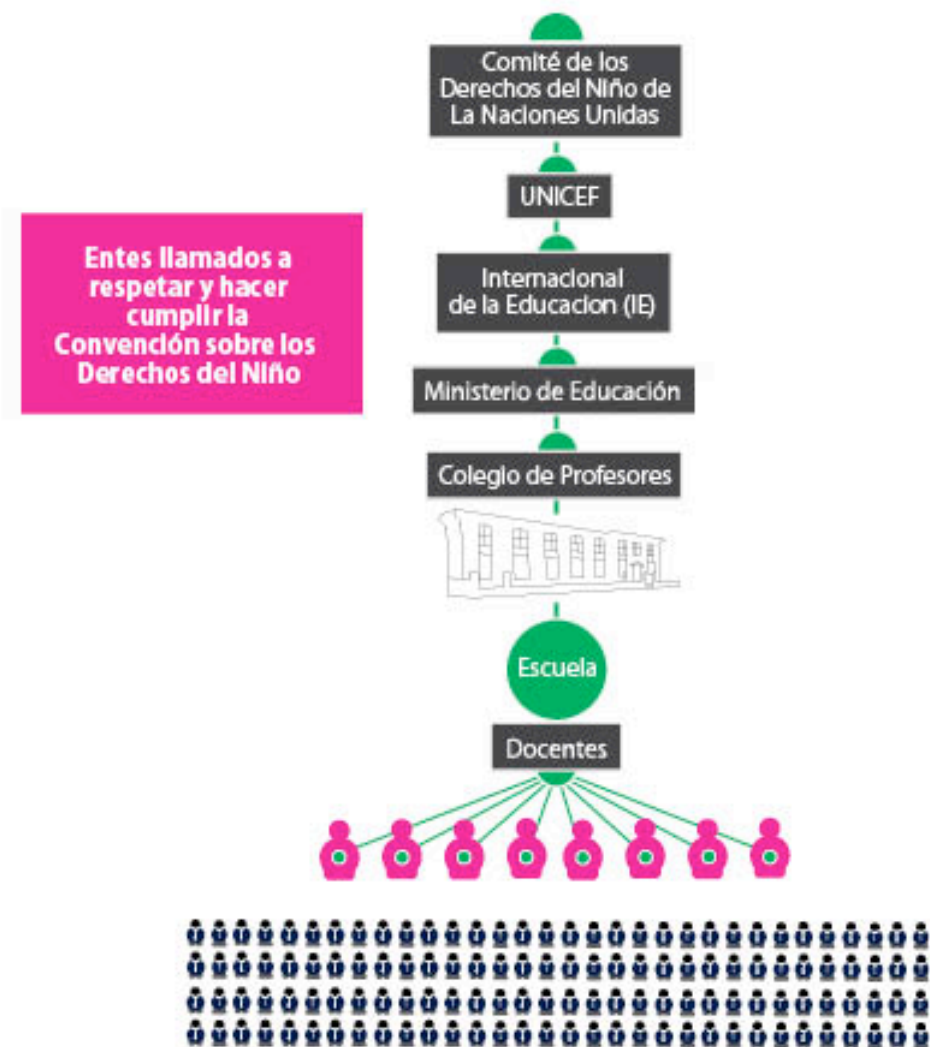 Comité de los
Derechos del Niño de
La Naciones Unidas
UNICEF
Entes llamados a
respetar y hacer
cumplir la
Convención sobre los
Derechos del Niño
Internacional
de la Educacion (IE)
Ministerio de Educación
Colegio de Profesores
Escuela
Docentes